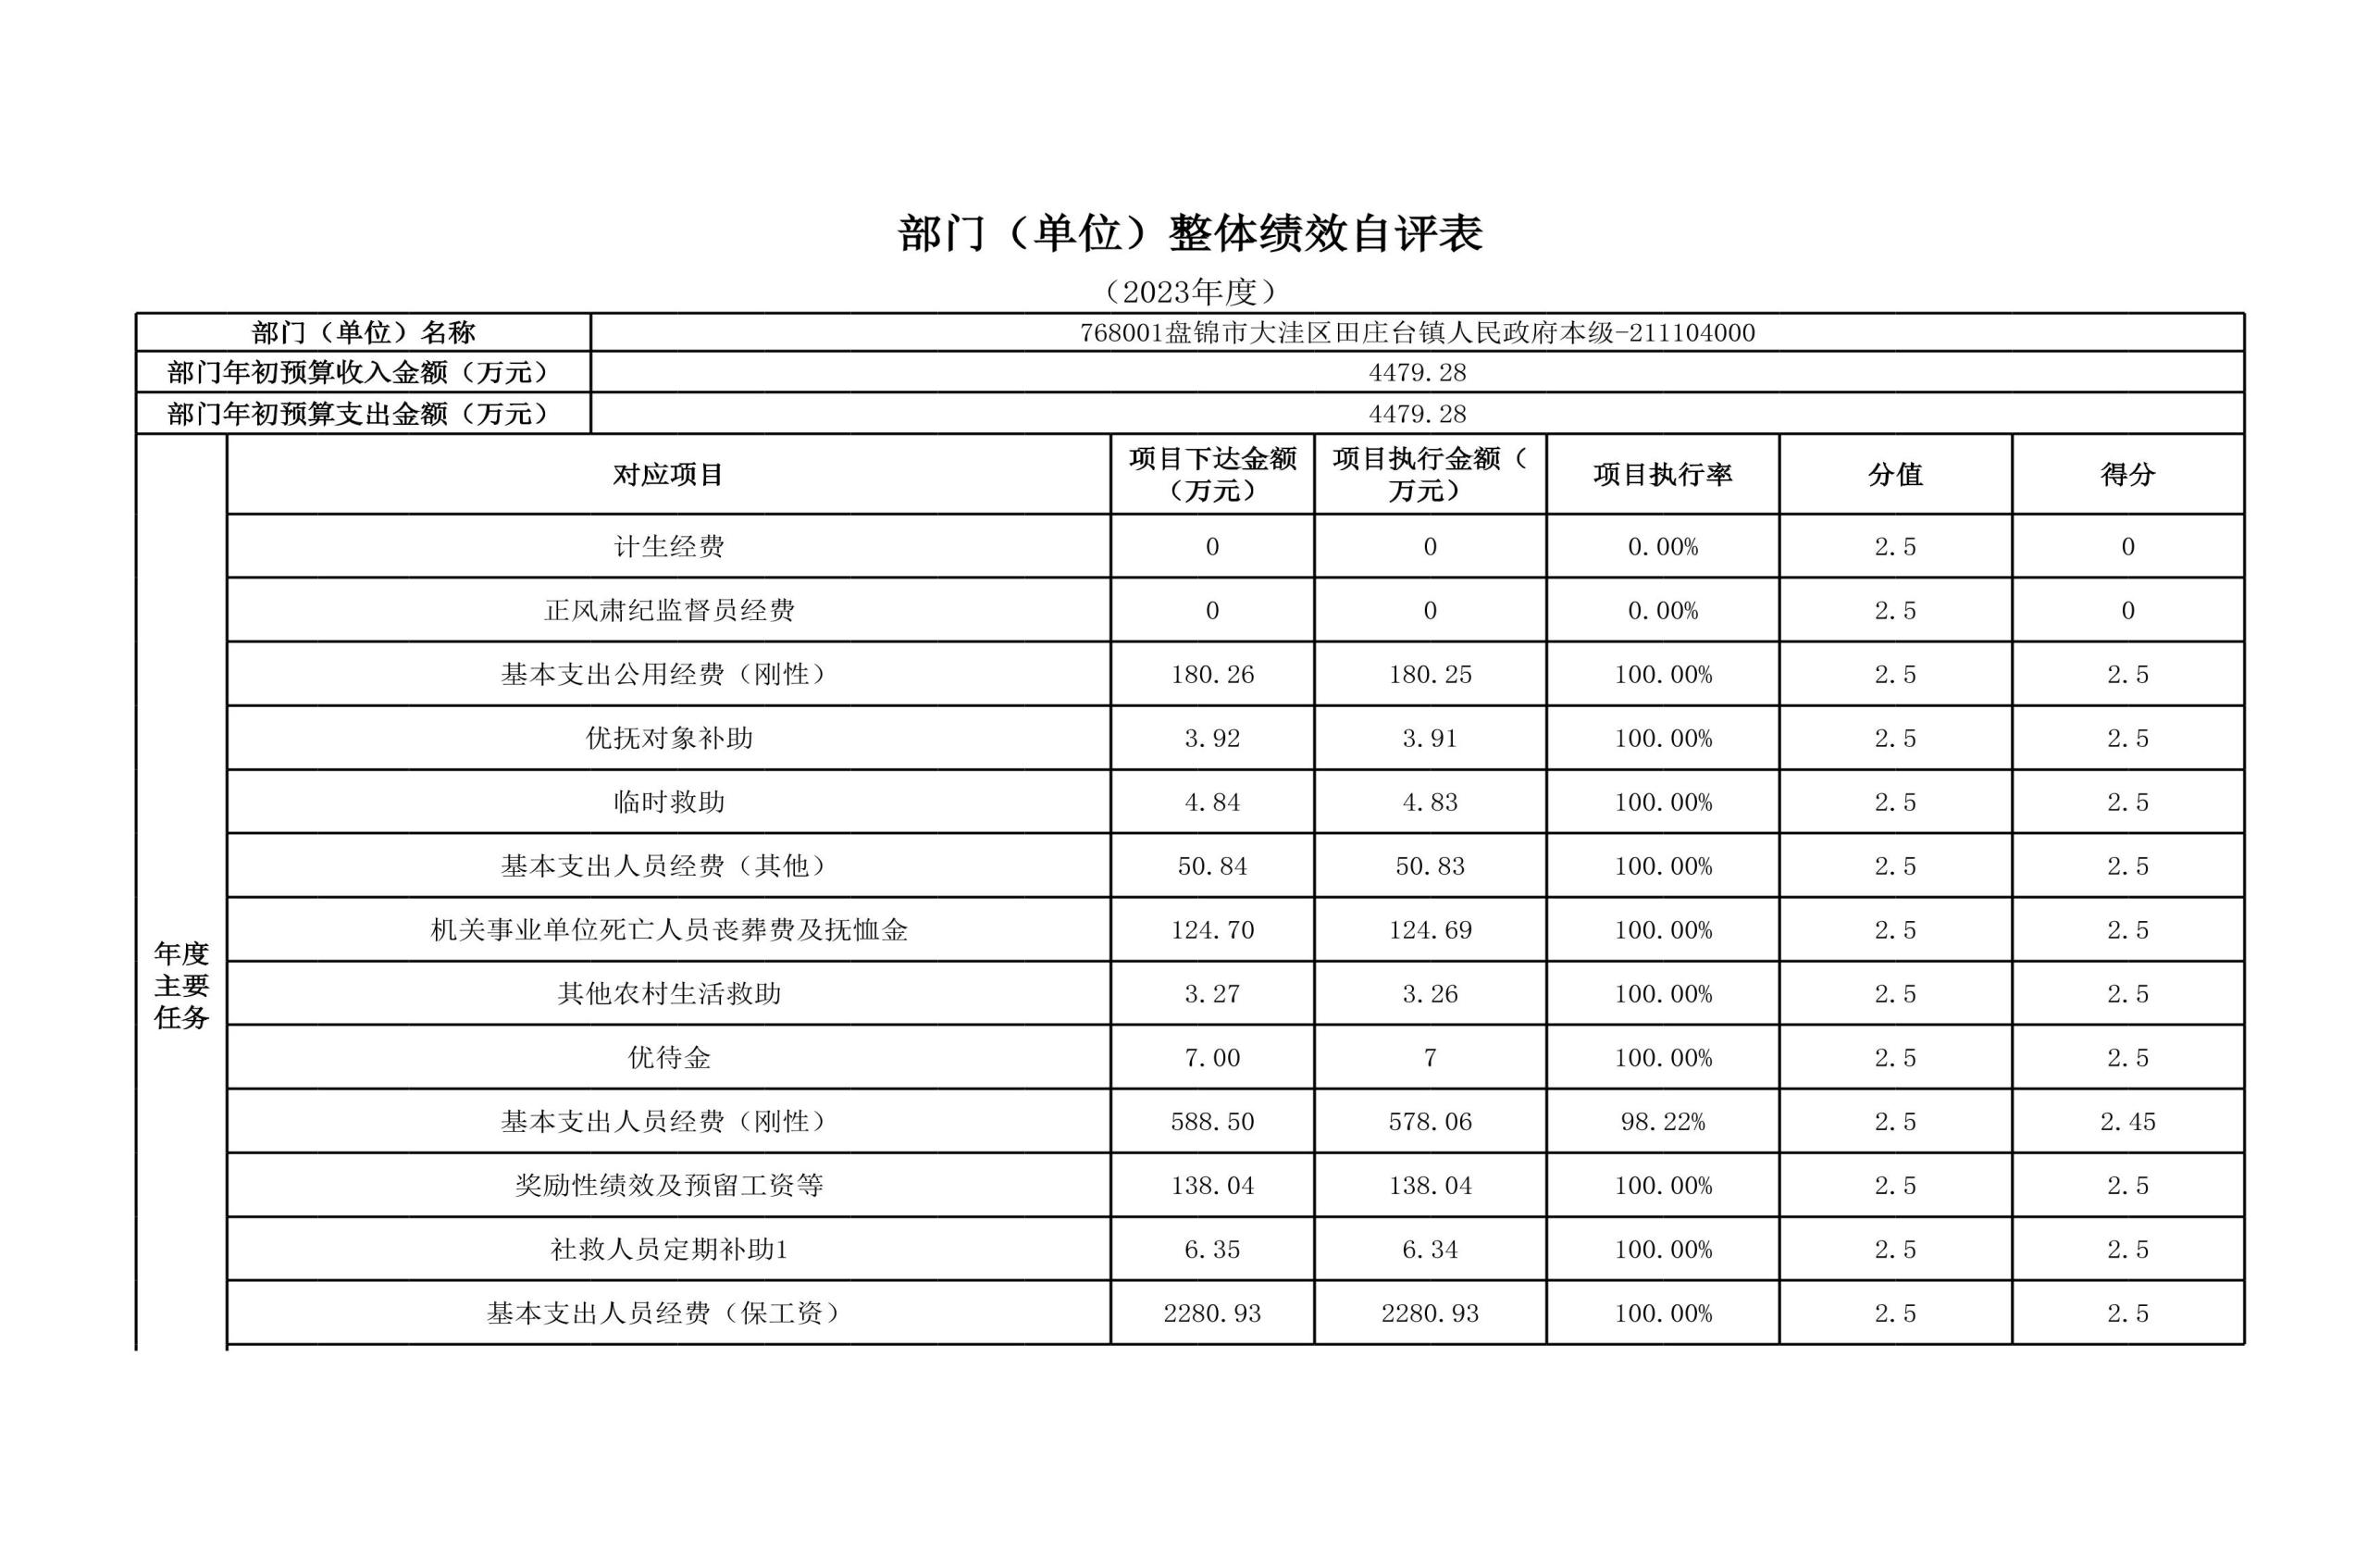 部门（单位）整体绩效自评表
（2023年度）
部门（单位）名称 768001盘锦市大洼区田庄台镇人民政府本级-211104000
部门年初预算收入金额（万元） 4479.28
部门年初预算支出金额（万元） 4479.28
年度
主要
任务
对应项目 项目下达金额
（万元） 项目执行金额（
万元） 项目执行率 分值 得分
计生经费 0 0 0.00% 2.5 0
正风肃纪监督员经费 0 0 0.00% 2.5 0
基本支出公用经费（刚性） 180.26 180.25 100.00% 2.5 2.5
优抚对象补助 3.92 3.91 100.00% 2.5 2.5
临时救助 4.84 4.83 100.00% 2.5 2.5
基本支出人员经费（其他） 50.84 50.83 100.00% 2.5 2.5
机关事业单位死亡人员丧葬费及抚恤金 124.70 124.69 100.00% 2.5 2.5
其他农村生活救助 3.27 3.26 100.00% 2.5 2.5
优待金 7.00 7 100.00% 2.5 2.5
基本支出人员经费（刚性） 588.50 578.06 98.22% 2.5 2.45
奖励性绩效及预留工资等 138.04 138.04 100.00% 2.5 2.5
社救人员定期补助1 6.35 6.34 100.00% 2.5 2.5
基本支出人员经费（保工资） 2280.93 2280.93 100.00% 2.5 2.5